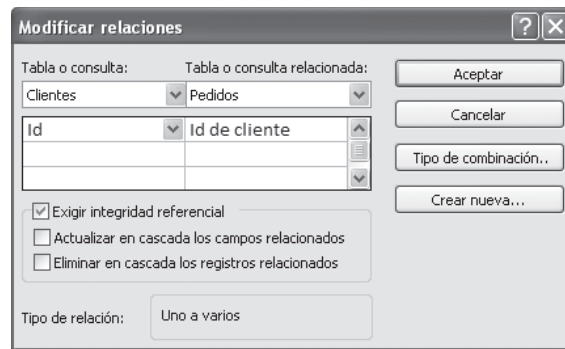 Modificar relaciones
Tabla o consulta: Tabla o consulta relacionada:
Clientes Pedidos
Id Id de cliente
Exigir integridad referencial
Actualizar en cascada los campos relacionados
Eliminar en cascada los registros relacionados
Tipo de relación: Uno a varios
Aceptar
Cancelar
Tipo de combinación..
Crear nueva...